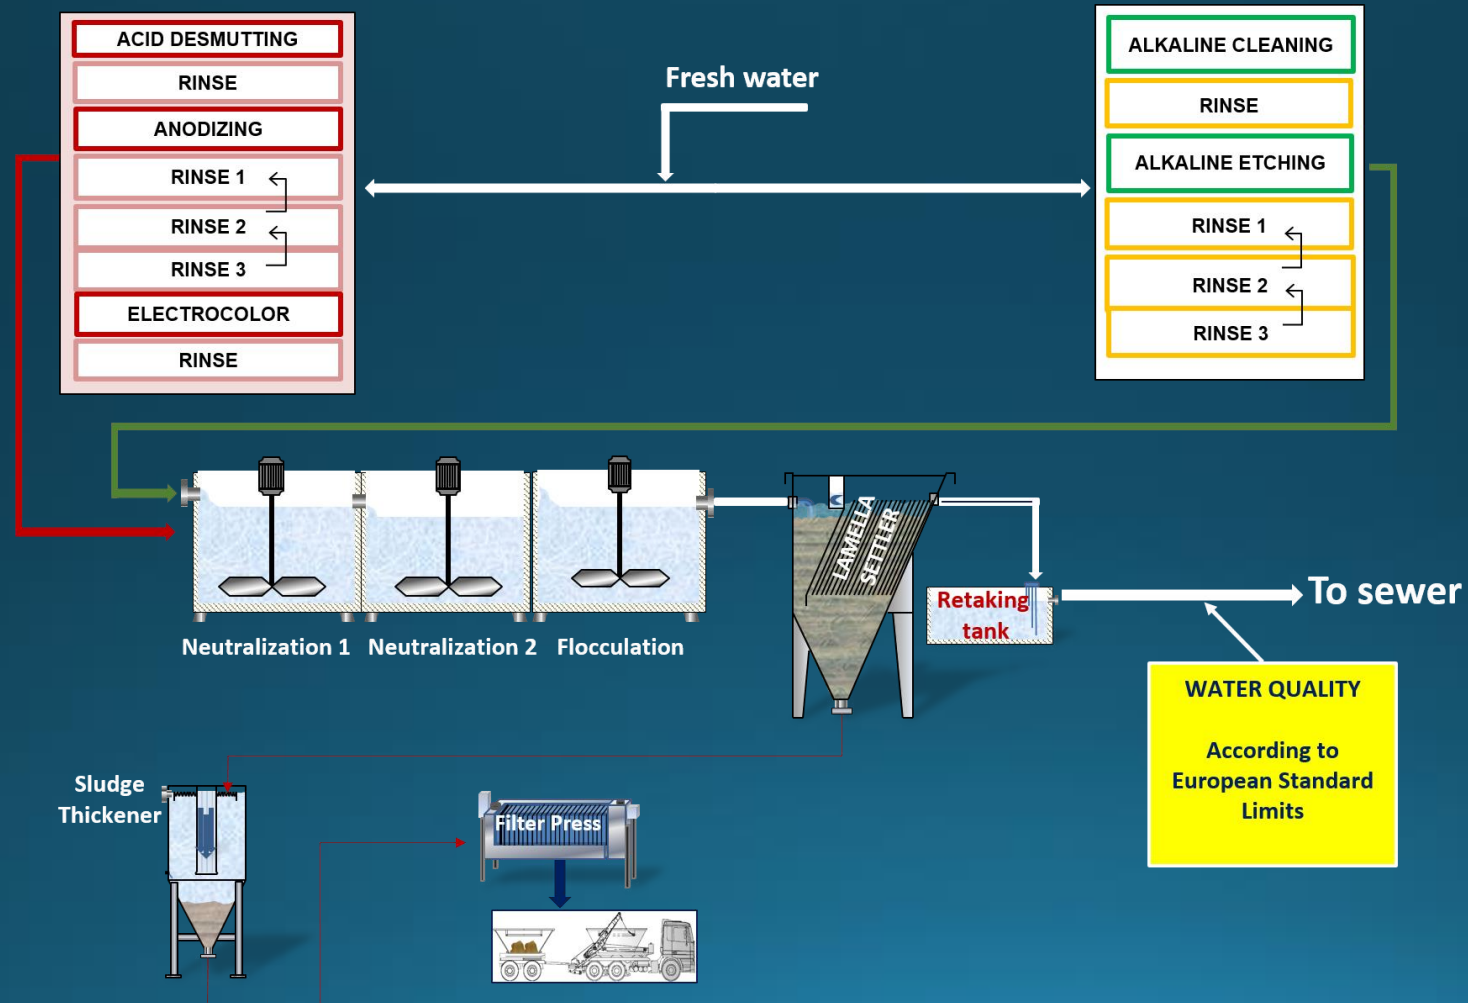 ACID DESMUTTING
RINSE
ANODIZING
RINSE 1
RINSE 2
RINSE 3
ELECTROCOLOR
RINSE
Fresh water
ALKALINE CLEANING
RINSE
ALKALINE ETCHING
RINSE 1
RINSE 2
RINSE 3
Neutralization 1
Neutralization 2
Flocculation
LAMELLA
SETTLER
Retaking
tank
To sewer
WATER QUALITY
According to
European Standard
Limits
Sludge
Thickener
Filter Press